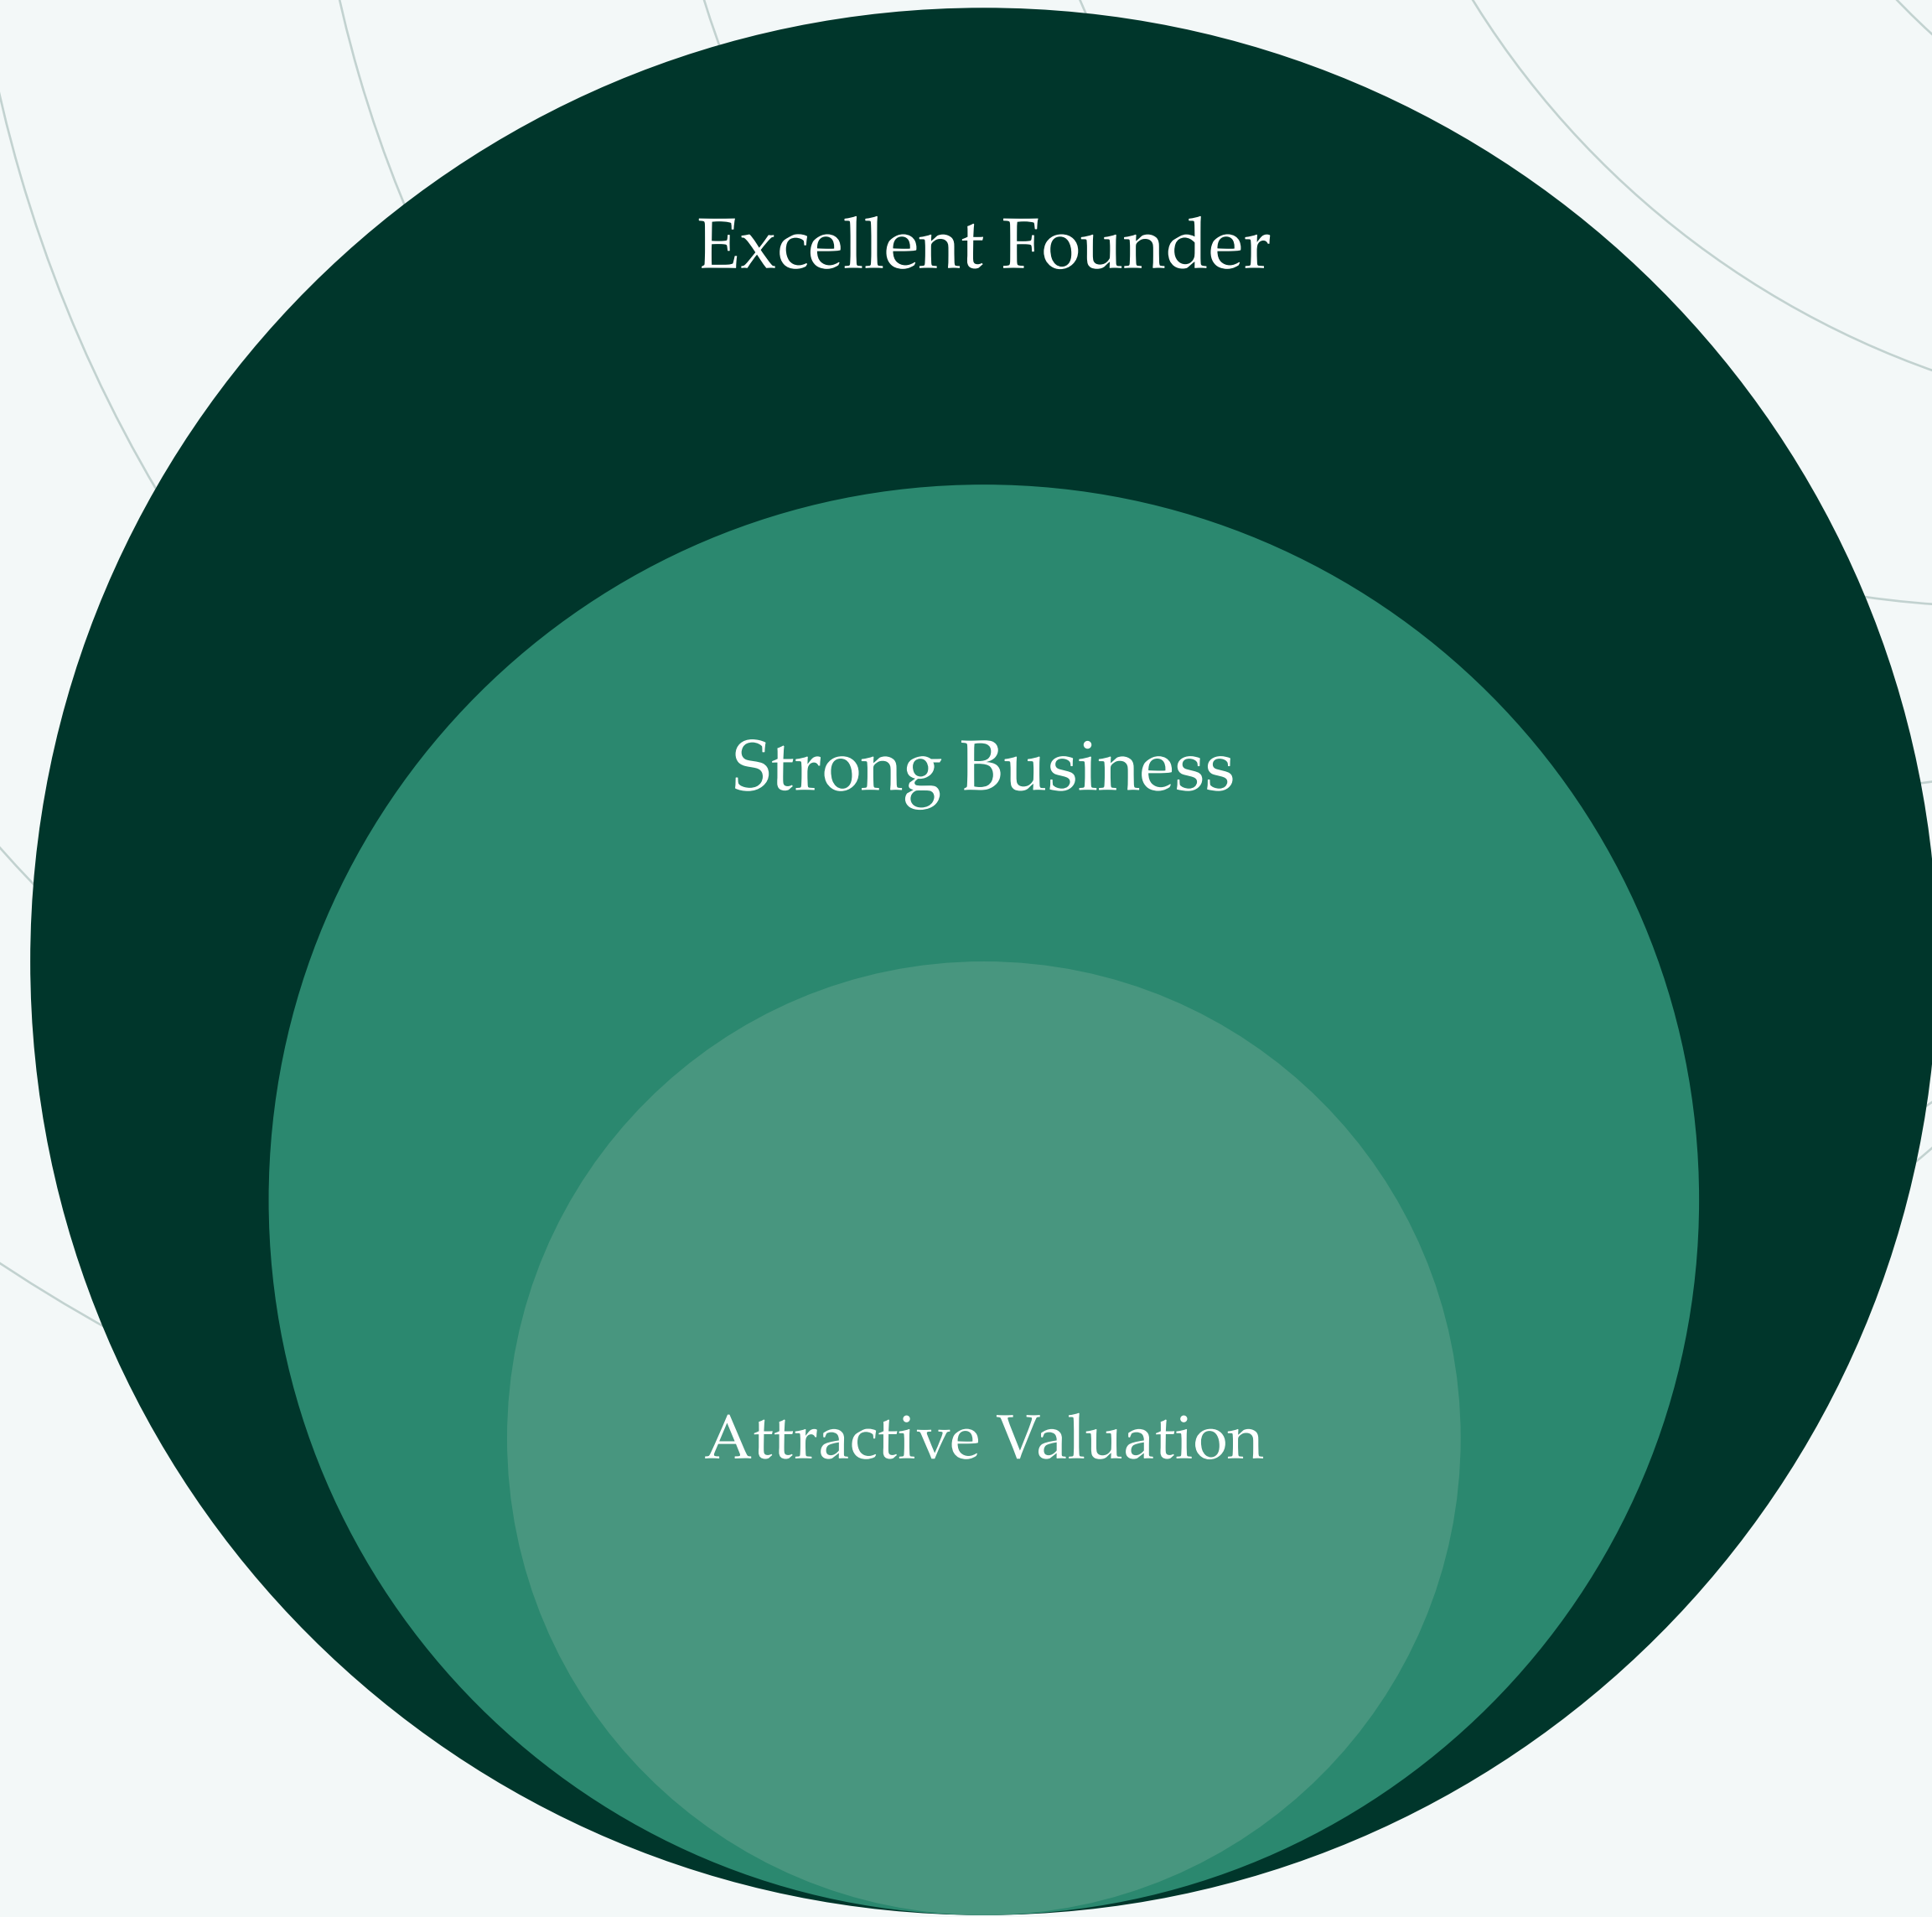 Excellent Founder
Strong Business
Attractive Valuation